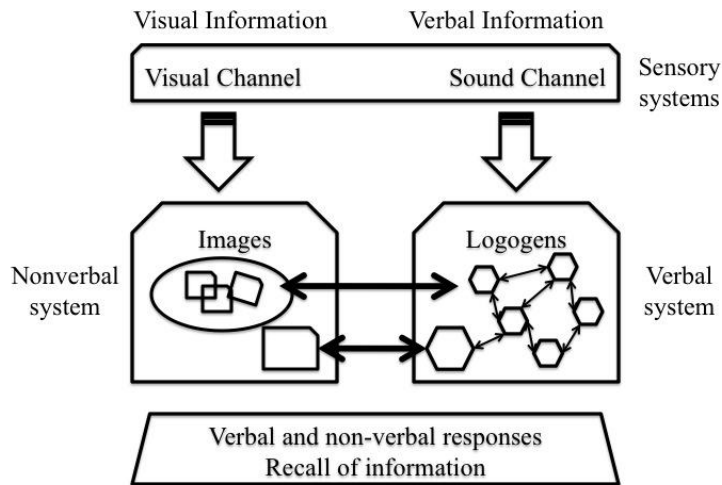 Visual Information
Verbal Information
Visual Channel
Sound Channel
Sensory
systems
Images
Logogens
Nonverbal
system
Verbal
system
Verbal and non-verbal responses
Recall of information